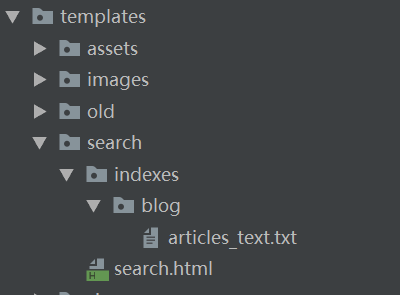 templates
assets
images
old
search
indexes
blog
articles_text.txt
search.html